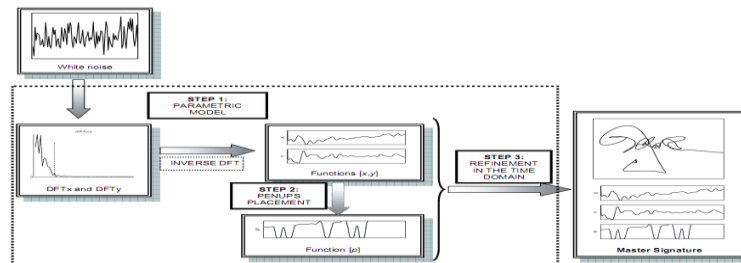 White noise
STEP 1:
PARAMETRIC
MODEL
DFTx and DFTy
INVERSE DFT
Functions [x,y]
STEP 2:
PENUPS
PLACEMENT
Function [p]
STEP 3:
REFINEMENT
IN THE TIME
DOMAIN
Master Signature